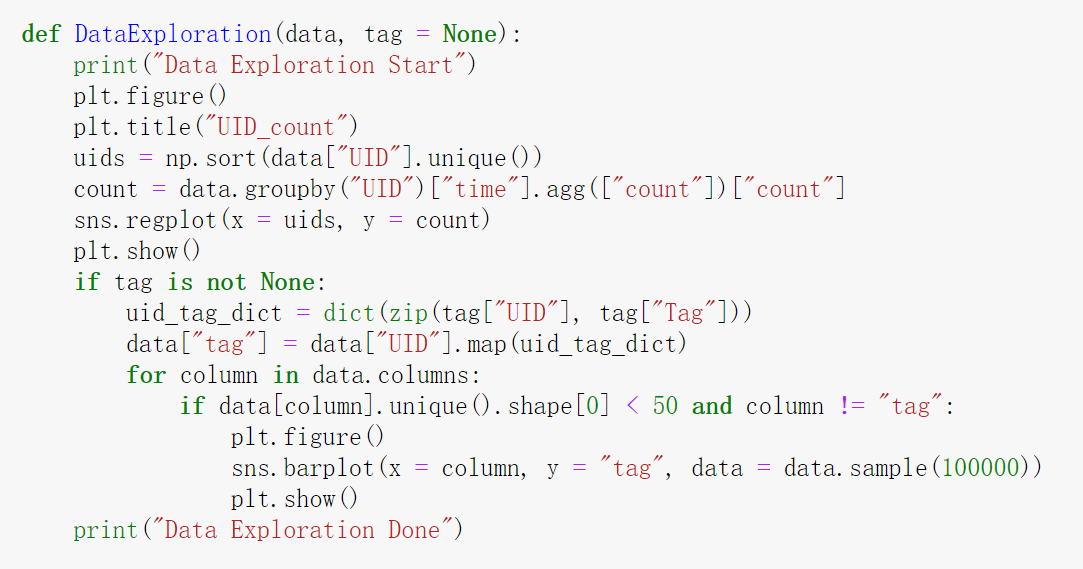 def DataExploration(data, tag = None):
    print("Data Exploration Start")
    plt.figure()
    plt.title("UID_count")
    uids = np.sort(data["UID"].unique())
    count = data.groupby("UID")["time"].agg(["count"])["count"]
    sns.regplot(x = uids, y = count)
    plt.show()
    if tag is not None:
        uid_tag_dict = dict(zip(tag["UID"], tag["Tag"]))
        data["tag"] = data["UID"].map(uid_tag_dict)
        for column in data.columns:
            if data[column].unique().shape[0] < 50 and column != "tag":
                plt.figure()
                sns.barplot(x = column, y = "tag", data = data.sample(100000))
                plt.show()
    print("Data Exploration Done")